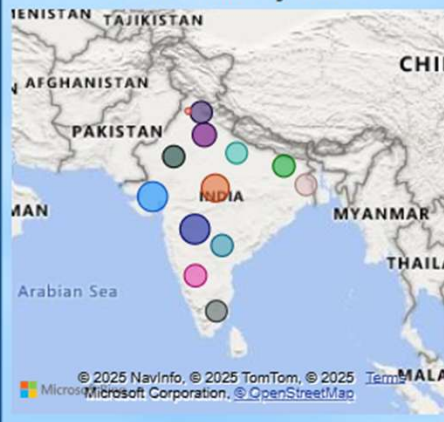 TAJIKISTAN
CHI
AFGHANISTAN
PAKISTAN
INDIA
MAN
MYANMAR
THAIL
Arabian Sea
© 2025 NavInfo, © 2025 TomTom, © 2025 Terms
MALA
Microsoft Corporation, © OpenStreetMap